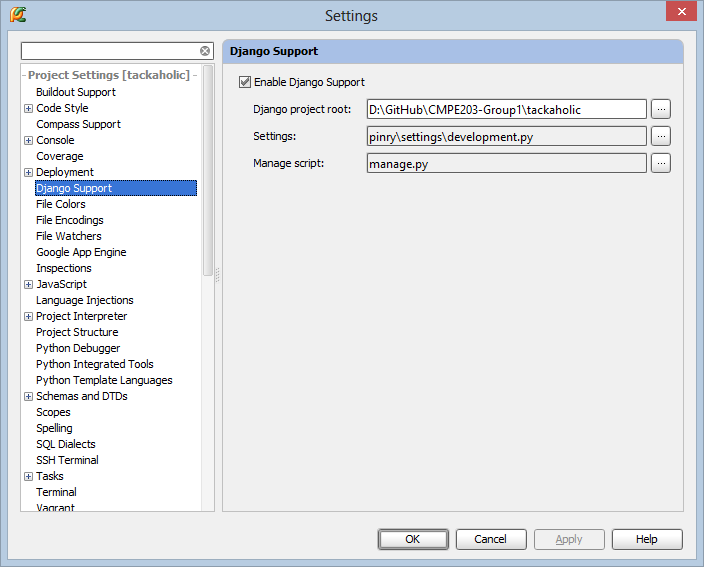 Settings
Project Settings [tackaholic]
Buildout Support
Code Style
Compass Support
Console
Coverage
Deployment
Django Support
File Colors
File Encodings
File Watchers
Google App Engine
Inspections
JavaScript
Language Injections
Project Interpreter
Project Structure
Python Debugger
Python Integrated Tools
Python Template Languages
Schemas and DTDs
Scopes
Spelling
SQL Dialects
SSH Terminal
Tasks
Terminal
Vagrant
Django Support
Enable Django Support
Django project root: D:\GitHub\CMPE203-Group1\tackaholic ...
Settings: pinry\settings\development.py ...
Manage script: manage.py ...
OK Cancel Apply Help